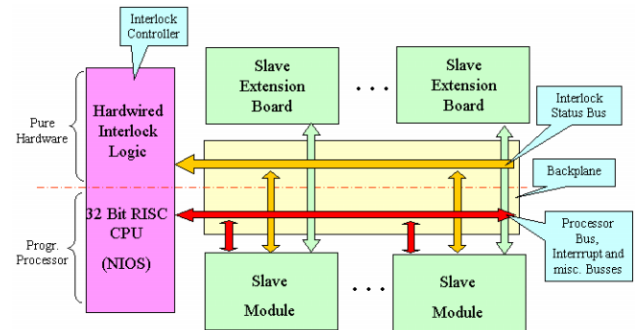 Interlock
Controller
Pure
Hardware
Hardwired
Interlock
Logic
Slave
Extension
Board
. . .
Slave
Extension
Board
Interlock
Status Bus
Backplane
Progr.
Processor
32 Bit RISC
CPU
(NIOS)
Processor
Bus,
Interrupt and
misc. Busses
Slave
Module
. . .
Slave
Module